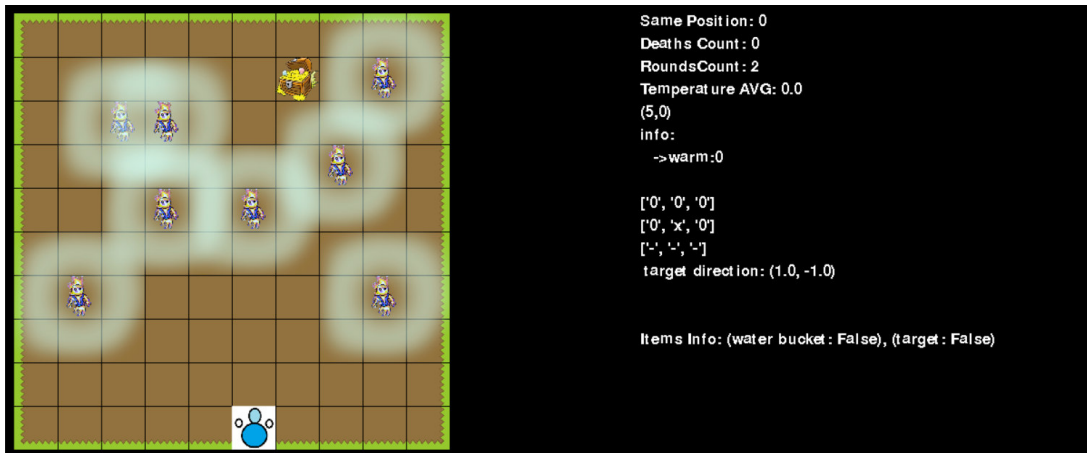 Same Position: 0
Deaths Count: 0
RoundsCount: 2
Temperature AVG: 0.0
(5,0)
info:
->warm:0
['0', '0', '0']
['0', 'x', '0']
['-', '-', '-']
target direction: (1.0, -1.0)
Items Info: (water bucket: False), (target: False)